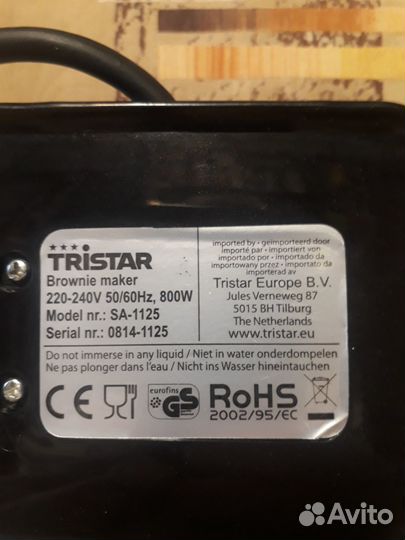 TRISTAR
Brownie maker
220-240V 50/60Hz, 800W
Model nr.: SA-1125
Serial nr.: 0814-1125
imported by • geïmporteerd door
importé par • importiert von
importado por • importado da
importowany przez • importato da
importerad av
Tristar Europe B.V.
Jules Verneweg 87
5015 BH Tilburg
The Netherlands
www.tristar.eu
Do not immerse in any liquid / Niet in water onderdompelen
Ne pas plonger dans l'eau / Nicht ins Wasser hineintauchen
CE
eurofins
GS
RoHS
2002/95/EC
Avito